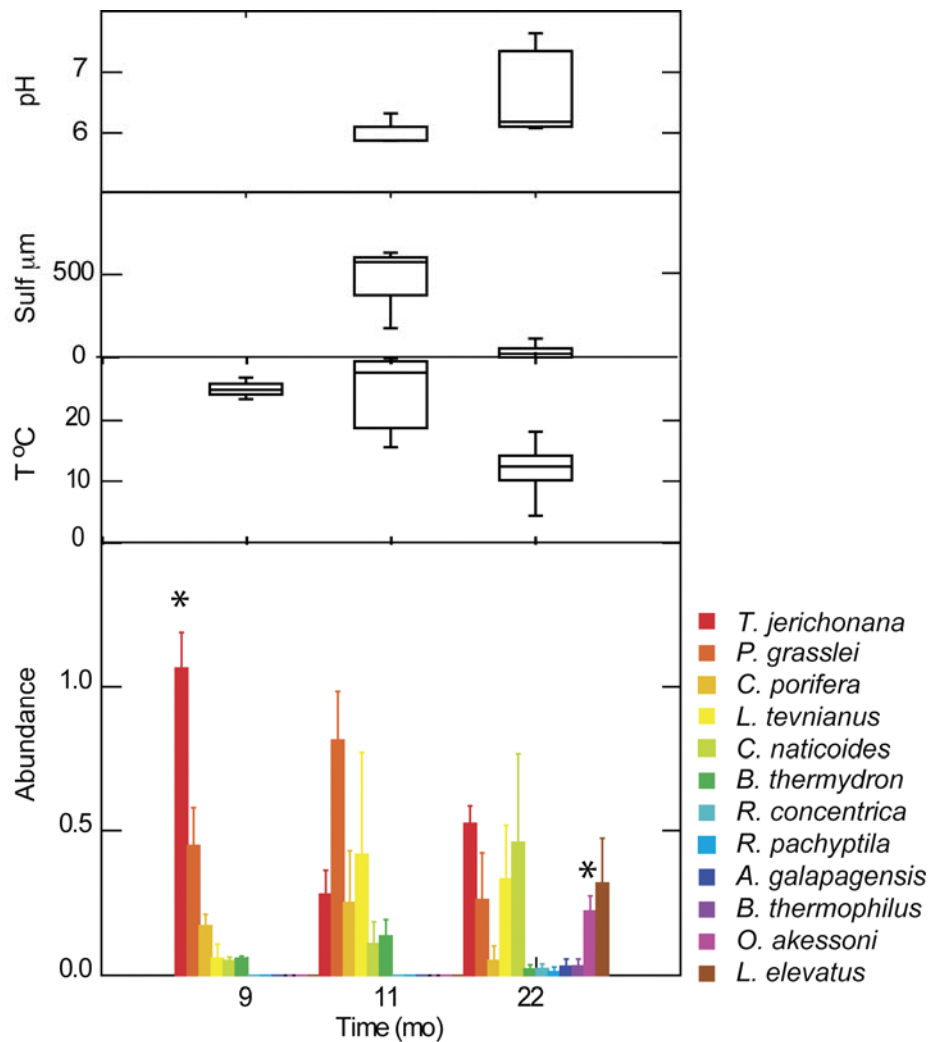 pH
7
6
Sulf µm
500
0
T ºC
20
10
0
*
*
Abundance
1.0
0.5
0.0
9
11
22
Time (mo)
T. jerichonana
P. grasslei
C. porifera
L. tevnianus
C. naticoides
B. thermydron
R. concentrica
R. pachyptila
A. galapagensis
B. thermophilus
O. akessoni
L. elevatus